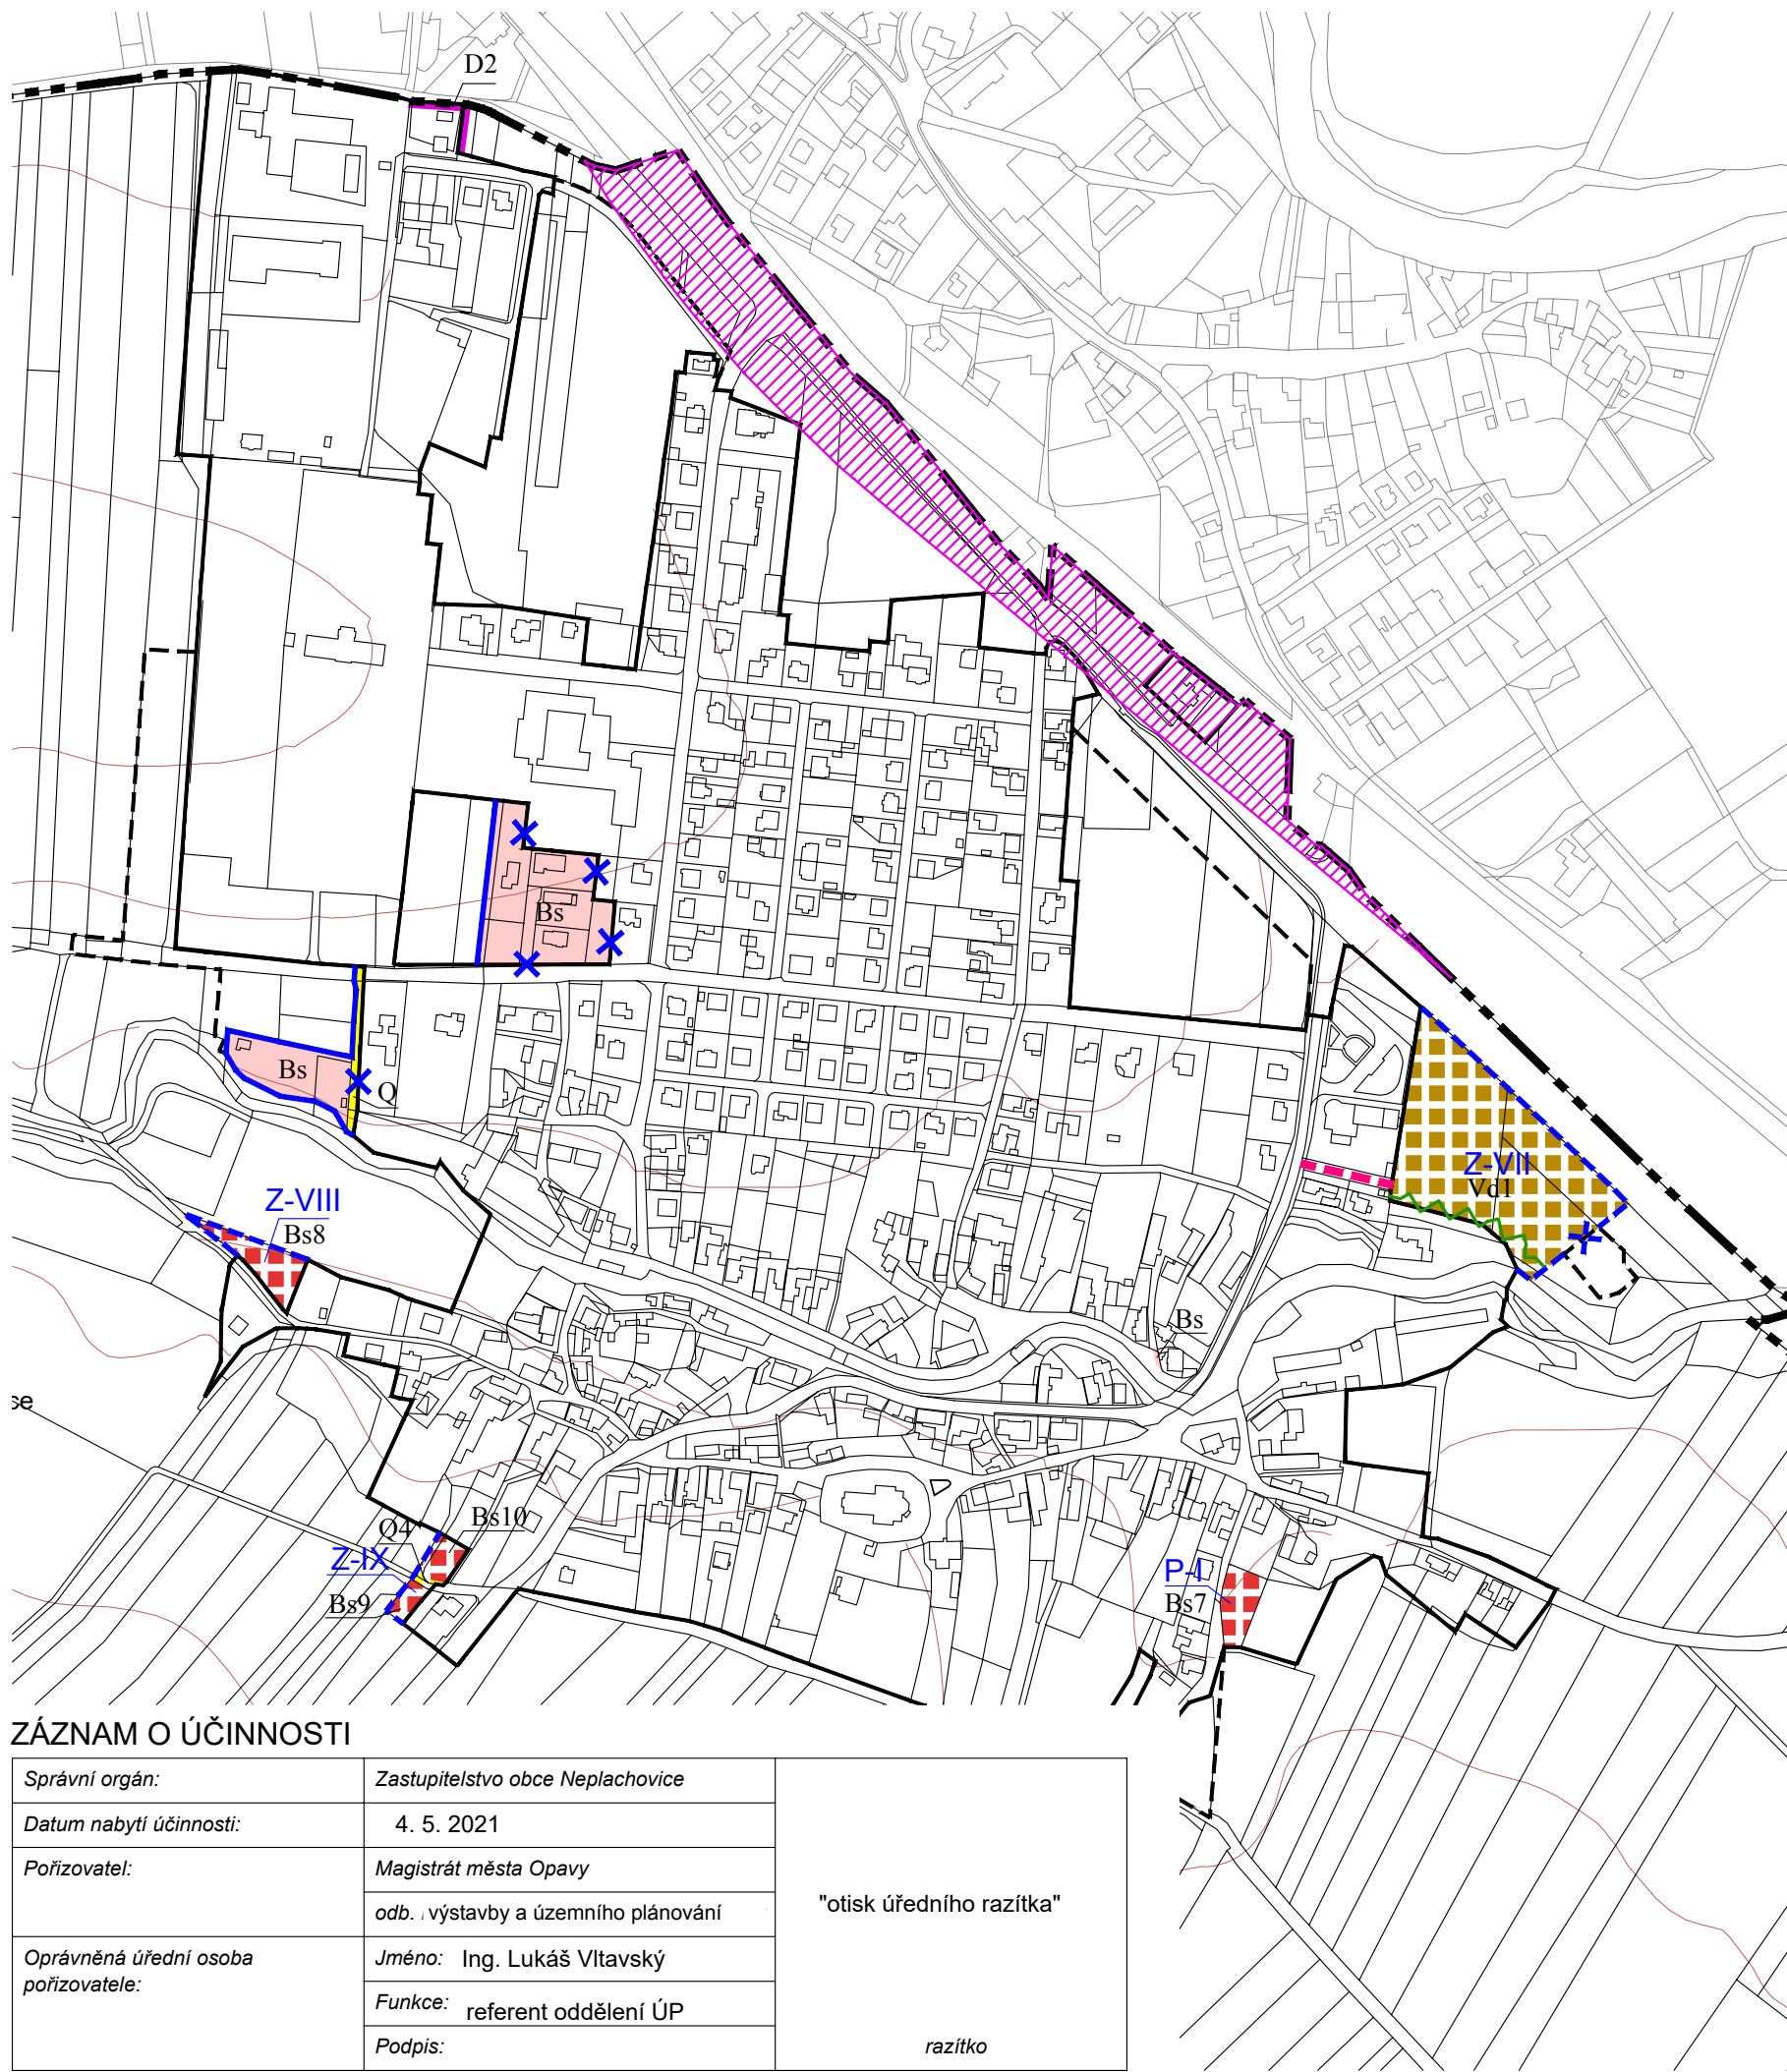 D2
Bs
Bs
Q
Z-VIII
Bs8
Z-VII
Vd1
Bs
se
Q4
Bs10
Z-IX
Bs9
P-I
Bs7
ZÁZNAM O ÚČINNOSTI
Správní orgán: Zastupitelstvo obce Neplachovice
Datum nabytí účinnosti: 4. 5. 2021
Pořizovatel: Magistrát města Opavy
odb. výstavby a územního plánování
"otisk úředního razítka"
Oprávněná úřední osoba
pořizovatele:
Jméno: Ing. Lukáš Vltavský
Funkce: referent oddělení ÚP
Podpis:
razítko